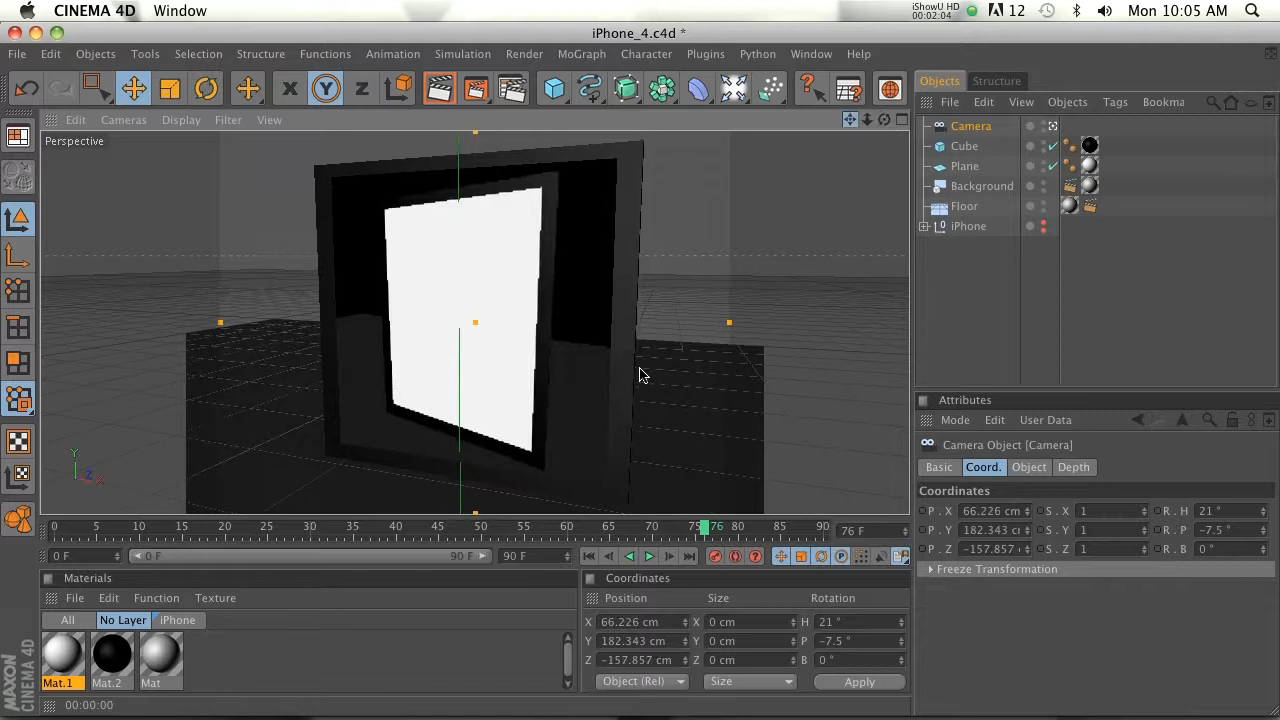 CINEMA 4D Window iShowU HD 00:02:04 12 Mon 10:05 AM
iPhone_4.c4d *
File Edit Objects Tools Selection Structure Functions Animation Simulation Render MoGraph Character Plugins Python Window Help
X Y Z
Objects Structure
File Edit View Objects Tags Bookma
Edit Cameras Display Filter View
Perspective
Camera
Cube
Plane
Background
Floor
iPhone
Y Z X
Attributes
Mode Edit User Data
Camera Object [Camera]
Basic Coord. Object Depth
Coordinates
P . X 66.226 cm S . X 1 R . H 21 °
P . Y 182.343 c S . Y 1 R . P -7.5 °
P . Z -157.857 S . Z 1 R . B 0 °
Freeze Transformation
0 5 10 15 20 25 30 35 40 45 50 55 60 65 70 75 76 80 85 90 76 F
0 F 0 F 90 F 90 F
Materials
File Edit Function Texture
All No Layer iPhone
Mat.1 Mat.2 Mat
Coordinates
Position Size Rotation
X 66.226 cm X 0 cm H 21 °
Y 182.343 cm Y 0 cm P -7.5 °
Z -157.857 cm Z 0 cm B 0 °
Object (Rel) Size Apply
MAXON CINEMA 4D
00:00:00